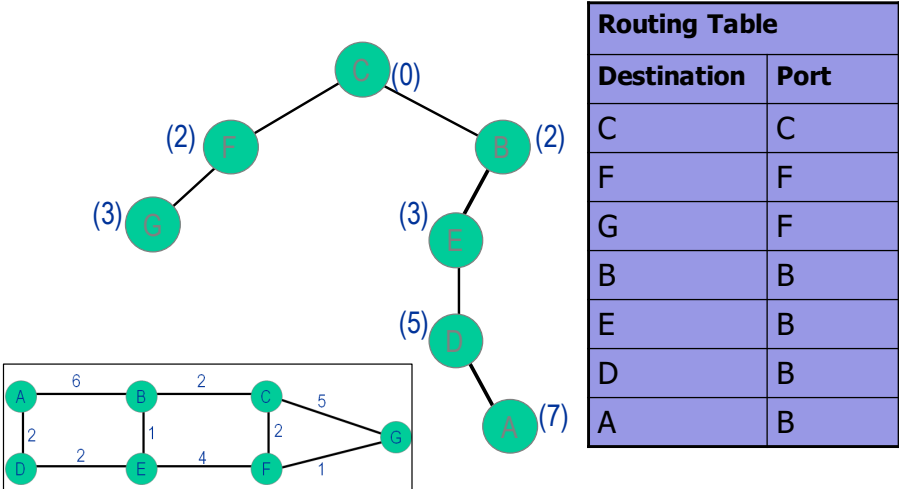 C
(0)
(2)
F
B
(2)
(3)
G
(3)
E
(5)
D
A
(7)
A
6
B
2
C
5
2
1
2
G
D
2
E
4
F
1
Routing Table
Destination Port
C C
F F
G F
B B
E B
D B
A B